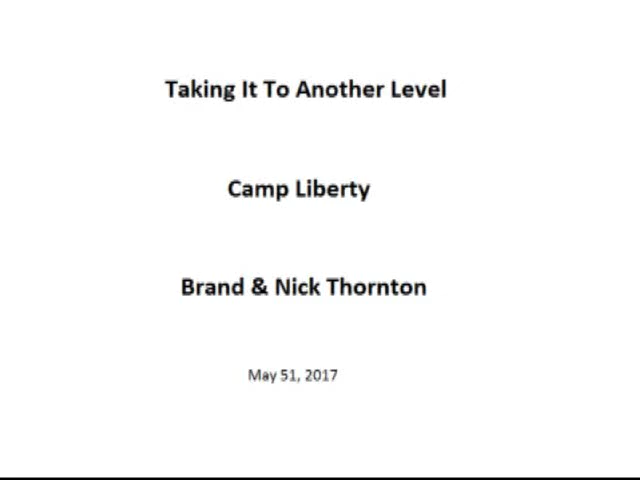 Taking It To Another Level
Camp Liberty
Brand & Nick Thornton
May 51, 2017